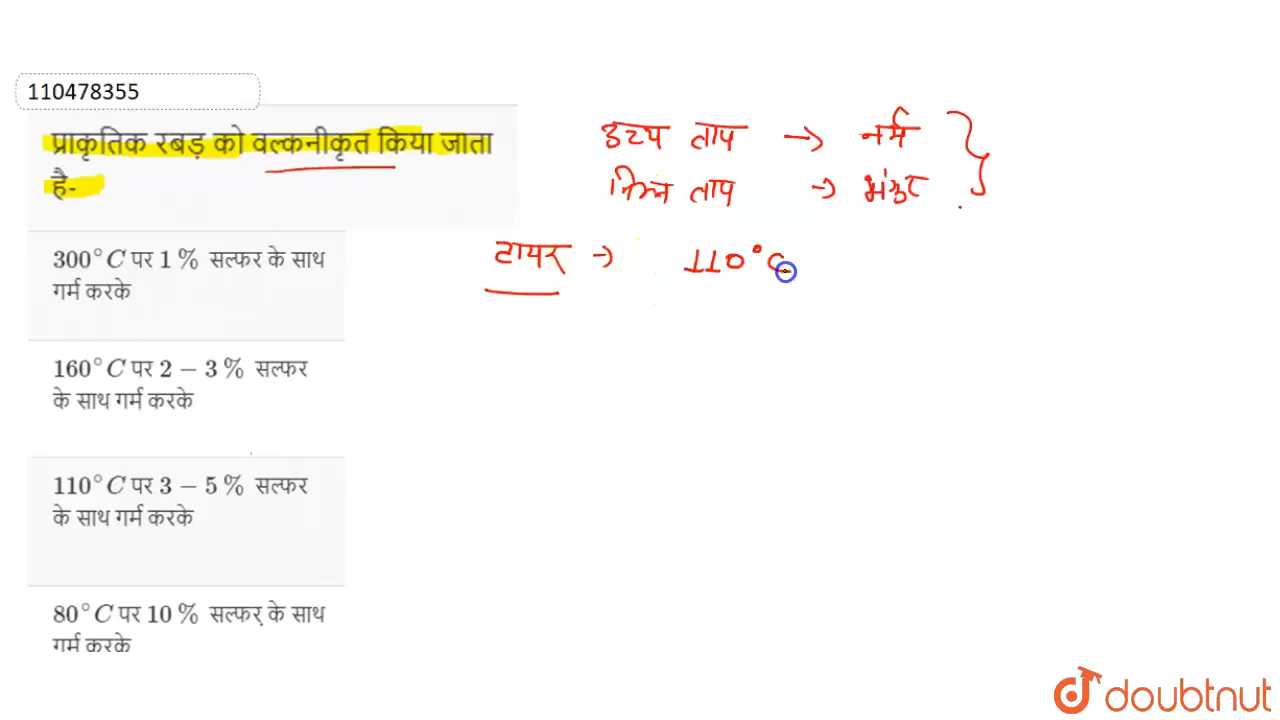 110478355
प्राकृतिक रबड़ को वल्कनीकृत किया जाता
है-
उच्च ताप → नर्म
निम्न ताप → भंगुर
टायर → 110°C
300°C पर 1% सल्फर के साथ
गर्म करके
160°C पर 2 – 3% सल्फर
के साथ गर्म करके
110°C पर 3 – 5% सल्फर
के साथ गर्म करके
80°C पर 10% सल्फर के साथ
गर्म करके
doubtnut